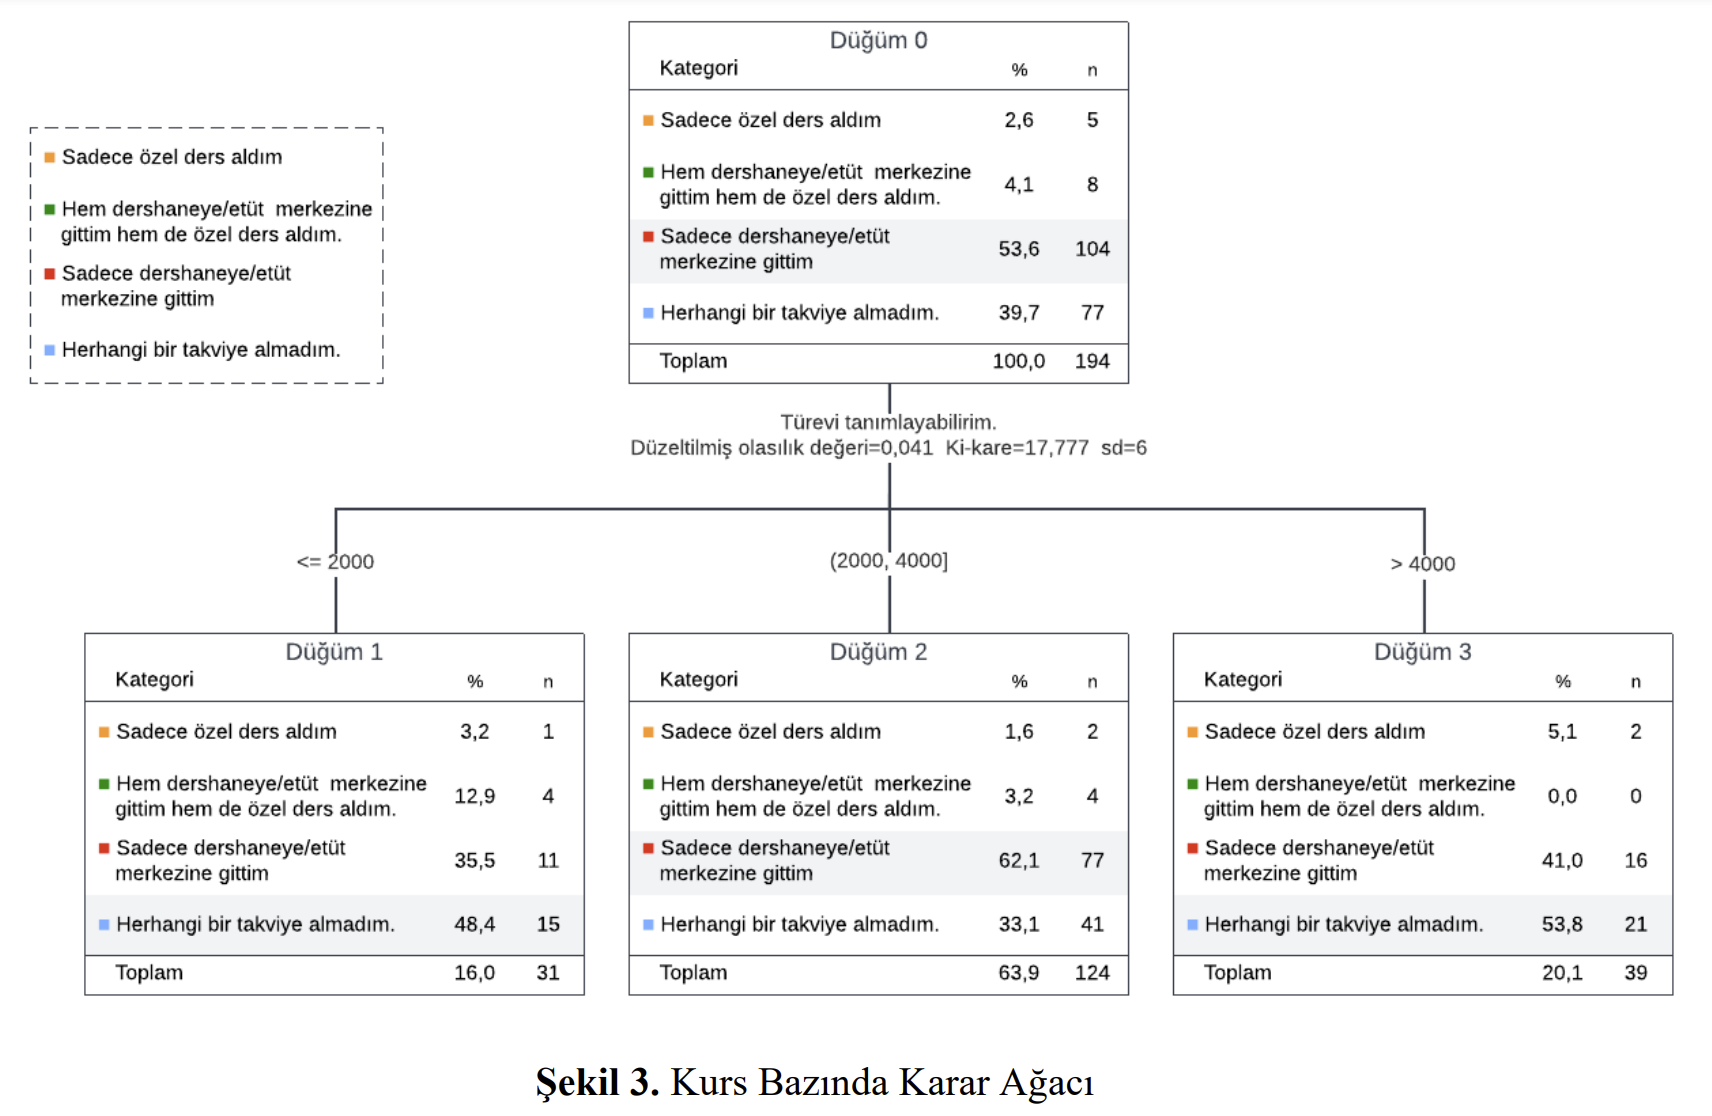 Düğüm 0
Kategori % n
Sadece özel ders aldım 2,6 5
Hem dershaneye/etüt merkezine
gittim hem de özel ders aldım. 4,1 8
Sadece dershaneye/etüt
merkezine gittim 53,6 104
Herhangi bir takviye almadım. 39,7 77
Toplam 100,0 194
Sadece özel ders aldım
Hem dershaneye/etüt merkezine
gittim hem de özel ders aldım.
Sadece dershaneye/etüt
merkezine gittim
Herhangi bir takviye almadım.
Türevi tanımlayabilirim.
Düzeltilmiş olasılık değeri=0,041 Ki-kare=17,777 sd=6
<= 2000
(2000, 4000]
> 4000
Düğüm 1
Kategori % n
Sadece özel ders aldım 3,2 1
Hem dershaneye/etüt merkezine
gittim hem de özel ders aldım. 12,9 4
Sadece dershaneye/etüt
merkezine gittim 35,5 11
Herhangi bir takviye almadım. 48,4 15
Toplam 16,0 31
Düğüm 2
Kategori % n
Sadece özel ders aldım 1,6 2
Hem dershaneye/etüt merkezine
gittim hem de özel ders aldım. 3,2 4
Sadece dershaneye/etüt
merkezine gittim 62,1 77
Herhangi bir takviye almadım. 33,1 41
Toplam 63,9 124
Düğüm 3
Kategori % n
Sadece özel ders aldım 5,1 2
Hem dershaneye/etüt merkezine
gittim hem de özel ders aldım. 0,0 0
Sadece dershaneye/etüt
merkezine gittim 41,0 16
Herhangi bir takviye almadım. 53,8 21
Toplam 20,1 39
Şekil 3. Kurs Bazında Karar Ağacı